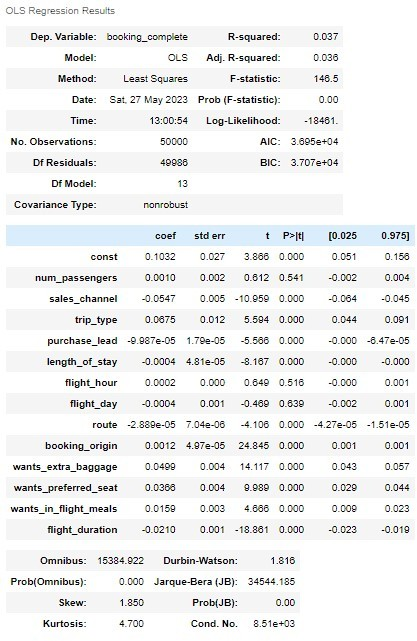 OLS Regression Results
Dep. Variable: booking_complete R-squared: 0.037
Model: OLS Adj. R-squared: 0.036
Method: Least Squares F-statistic: 146.5
Date: Sat, 27 May 2023 Prob (F-statistic): 0.00
Time: 13:00:54 Log-Likelihood: -18461.
No. Observations: 50000 AIC: 3.695e+04
Df Residuals: 49986 BIC: 3.707e+04
Df Model: 13
Covariance Type: nonrobust
coef std err t P>|t| [0.025 0.975]
const 0.1032 0.027 3.866 0.000 0.051 0.156
num_passengers 0.0010 0.002 0.612 0.541 -0.002 0.004
sales_channel -0.0547 0.005 -10.959 0.000 -0.064 -0.045
trip_type 0.0675 0.012 5.594 0.000 0.044 0.091
purchase_lead -9.987e-05 1.79e-05 -5.566 0.000 -0.000 -6.47e-05
length_of_stay -0.0004 4.81e-05 -8.167 0.000 -0.000 -0.000
flight_hour 0.0002 0.000 0.649 0.516 -0.000 0.001
flight_day -0.0004 0.001 -0.469 0.639 -0.002 0.001
route -2.889e-05 7.04e-06 -4.106 0.000 -4.27e-05 -1.51e-05
booking_origin 0.0012 4.97e-05 24.845 0.000 0.001 0.001
wants_extra_baggage 0.0499 0.004 14.117 0.000 0.043 0.057
wants_preferred_seat 0.0366 0.004 9.989 0.000 0.029 0.044
wants_in_flight_meals 0.0159 0.003 4.666 0.000 0.009 0.023
flight_duration -0.0210 0.001 -18.861 0.000 -0.023 -0.019
Omnibus: 15384.922 Durbin-Watson: 1.816
Prob(Omnibus): 0.000 Jarque-Bera (JB): 34544.185
Skew: 1.850 Prob(JB): 0.00
Kurtosis: 4.700 Cond. No. 8.51e+03